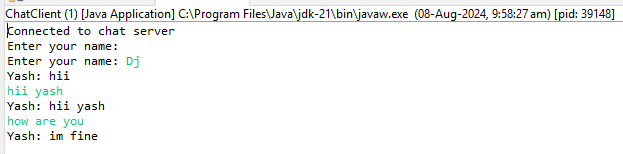 ChatClient (1) [Java Application] C:\Program Files\Java\jdk-21\bin\javaw.exe (08-Aug-2024, 9:58:27 am) [pid: 39148]
Connected to chat server
Enter your name:
Enter your name: Dj
Yash: hii
hii yash
Yash: hii yash
how are you
Yash: im fine